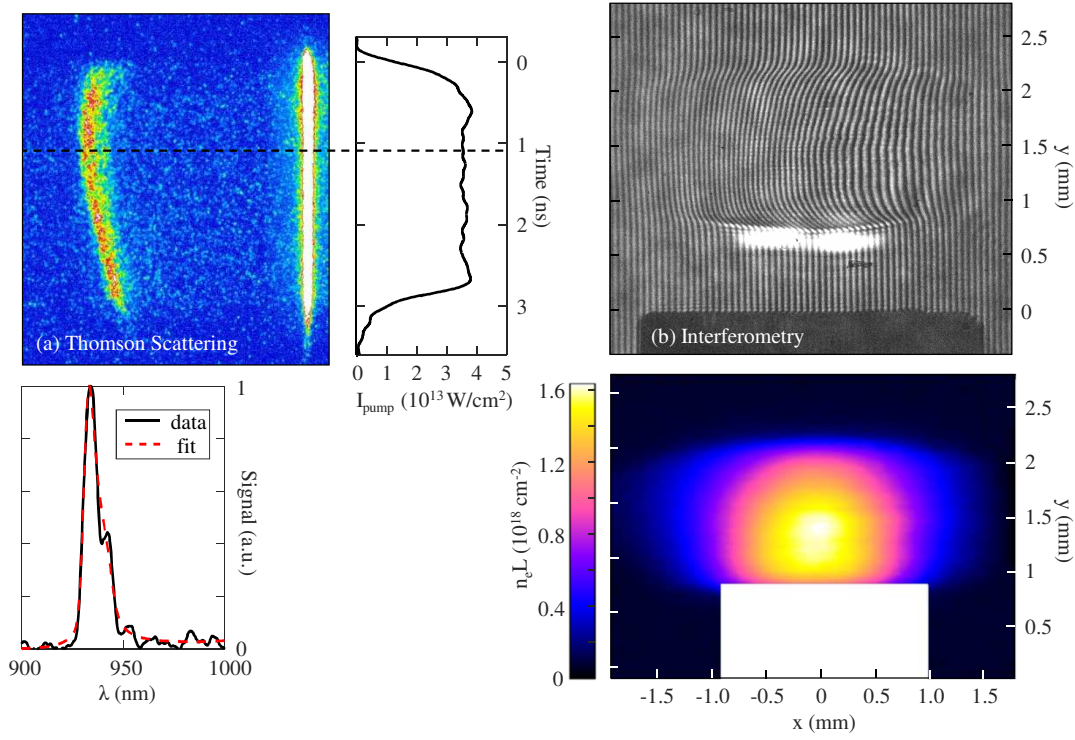 (a) Thomson Scattering
0
1
2
3
Time (ns)
0 1 2 3 4 5
I_pump (10^13 W/cm^2)
(b) Interferometry
2.5
2
1.5
1
0.5
0
y (mm)
1
data
fit
Signal (a.u.)
0
900 950 1000
λ (nm)
1.6
1.2
0.8
0.4
0
n_eL (10^18 cm^-2)
2.5
2
1.5
1
0.5
y (mm)
-1.5 -1.0 -0.5 0 0.5 1.0 1.5
x (mm)